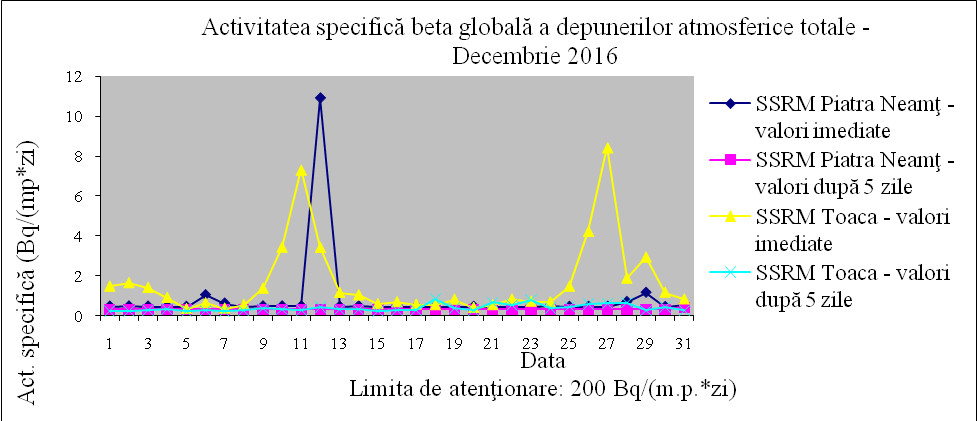 Activitatea specifică beta globală a depunerilor atmosferice totale -
Decembrie 2016
Act. specifică (Bq/(mp*zi)
12
10
8
6
4
2
0
1 3 5 7 9 11 13 15 17 19 21 23 25 27 29 31
Data
Limita de atenţionare: 200 Bq/(m.p.*zi)
SSRM Piatra Neamţ -
valori imediate
SSRM Piatra Neamţ -
valori după 5 zile
SSRM Toaca - valori
imediate
SSRM Toaca - valori
după 5 zile